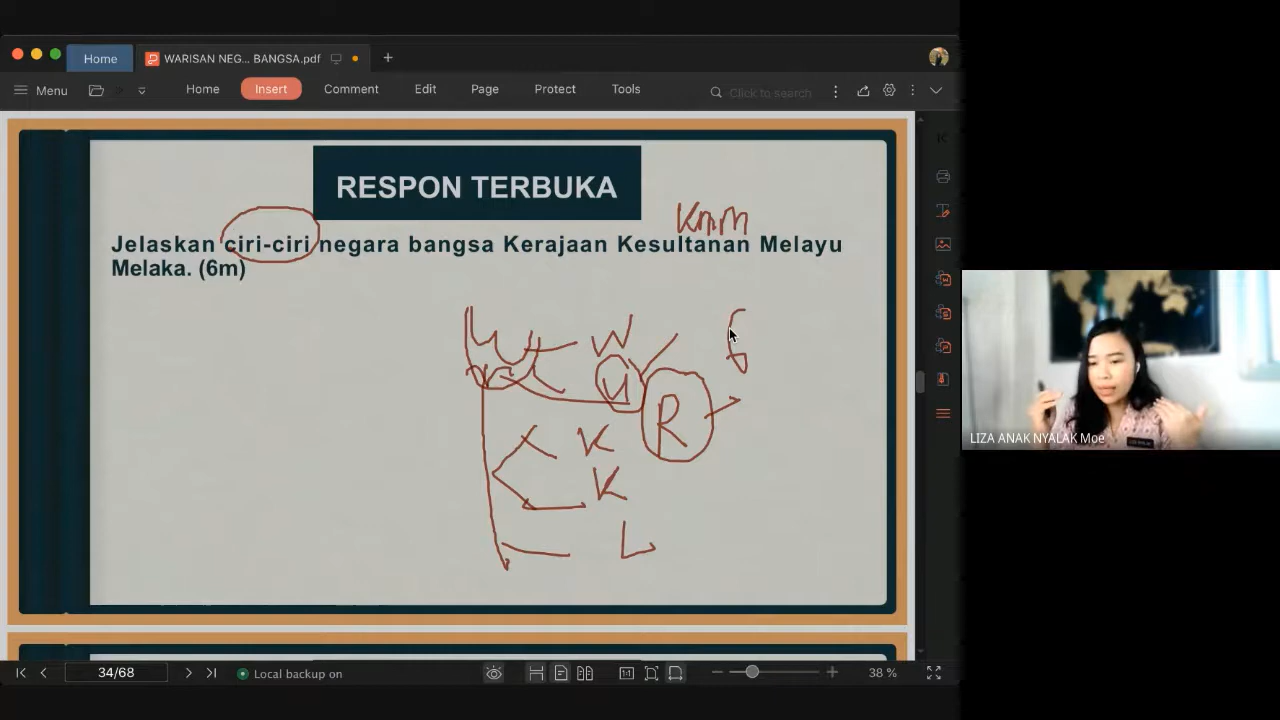 Home
WARISAN NEG... BANGSA.pdf
+
Menu
Home
Insert
Comment
Edit
Page
Protect
Tools
Click to search
RESPON TERBUKA
KMM
Jelaskan ciri-ciri negara bangsa Kerajaan Kesultanan Melayu
Melaka. (6m)
W
U
R
K
K
L
LIZA ANAK NYALAK Moe
34/68
Local backup on
1:1
38 %